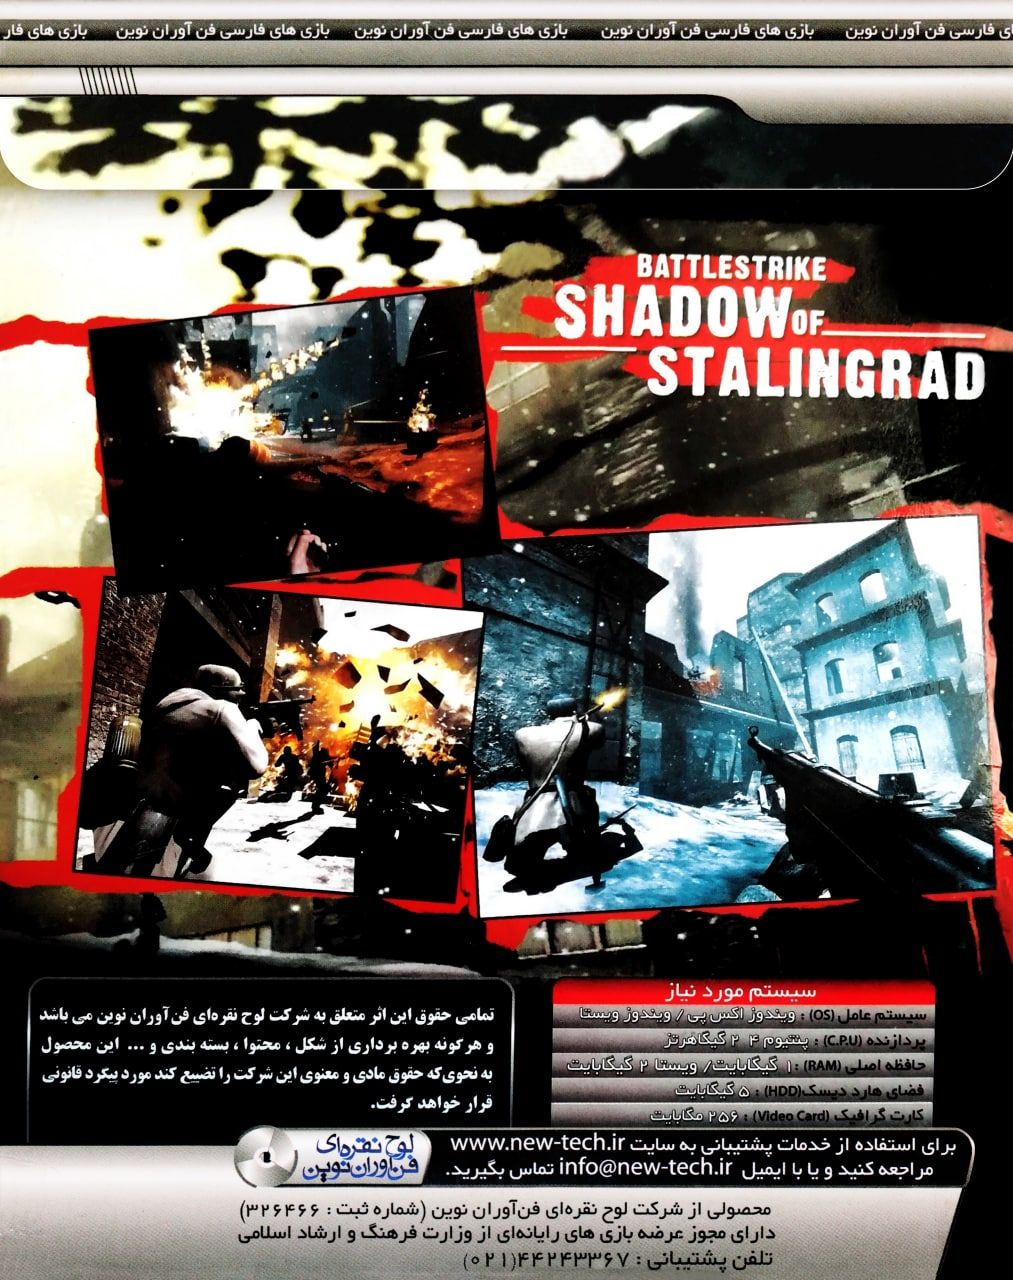 بازی های فارسی فن آوران نوین بازی های فارسی فن آوران نوین بازی های فارسی فن آوران نوین بازی های فار
BATTLESTRIKE
SHADOW OF
STALINGRAD
سیستم مورد نیاز
سیستم عامل (OS) : ویندوز اکس پی / ویندوز ویستا
پردازنده (C.P.U) : پنتیوم ۴ ۲ گیگاهرتز
حافظه اصلی (RAM) : ۱ گیگابایت/ ویستا ۲ گیگابایت
فضای هارد دیسک(HDD) : ۵ گیگابایت
کارت گرافیک (Video Card) : ۲۵۶ مگابایت
تمامی حقوق این اثر متعلق به شرکت لوح نقره‌ای فن‌آوران نوین می باشد
و هرگونه بهره برداری از شکل ، محتوا ، بسته بندی و ... این محصول
به نحوی‌که حقوق مادی و معنوی این شرکت را تضییع کند مورد پیگرد قانونی
قرار خواهد گرفت.
برای استفاده از خدمات پشتیبانی به سایت www.new-tech.ir
مراجعه کنید و یا با ایمیل info@new-tech.ir تماس بگیرید.
لوح نقره‌ای
فن‌آوران نوین
محصولی از شرکت لوح نقره‌ای فن‌آوران نوین (شماره ثبت : ۳۲۶۴۶۶)
دارای مجوز عرضه بازی های رایانه‌ای از وزارت فرهنگ و ارشاد اسلامی
تلفن پشتیبانی : ۴۴۲۴۳۳۶۷(۰۲۱)